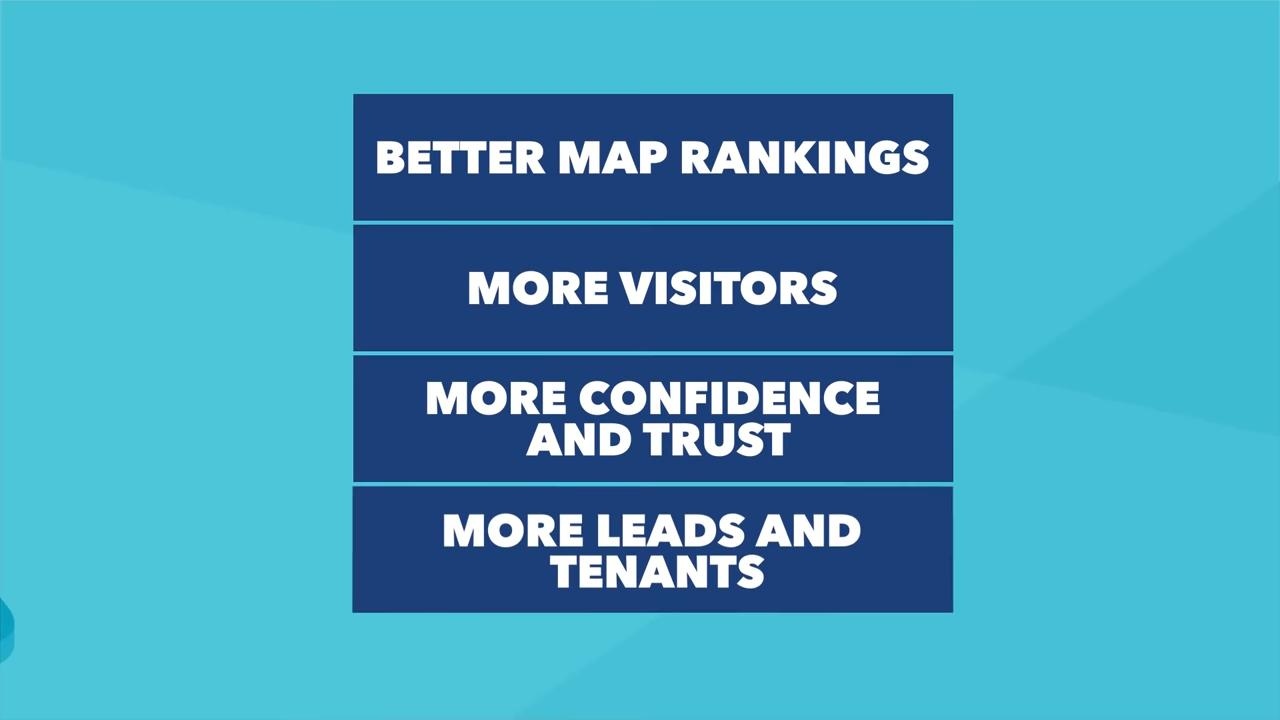 BETTER MAP RANKINGS
MORE VISITORS
MORE CONFIDENCE
AND TRUST
MORE LEADS AND
TENANTS